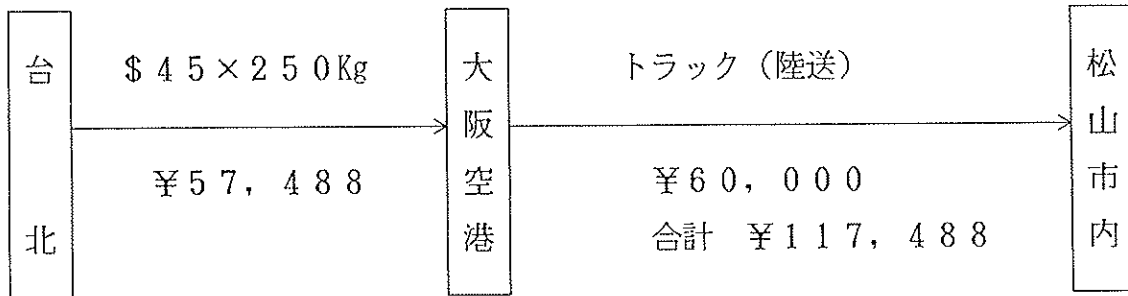 台北
＄４５×２５０Kg
￥５７，４８８
大阪空港
トラック（陸送）
￥６０，０００
合計　￥１１７，４８８
松山市内